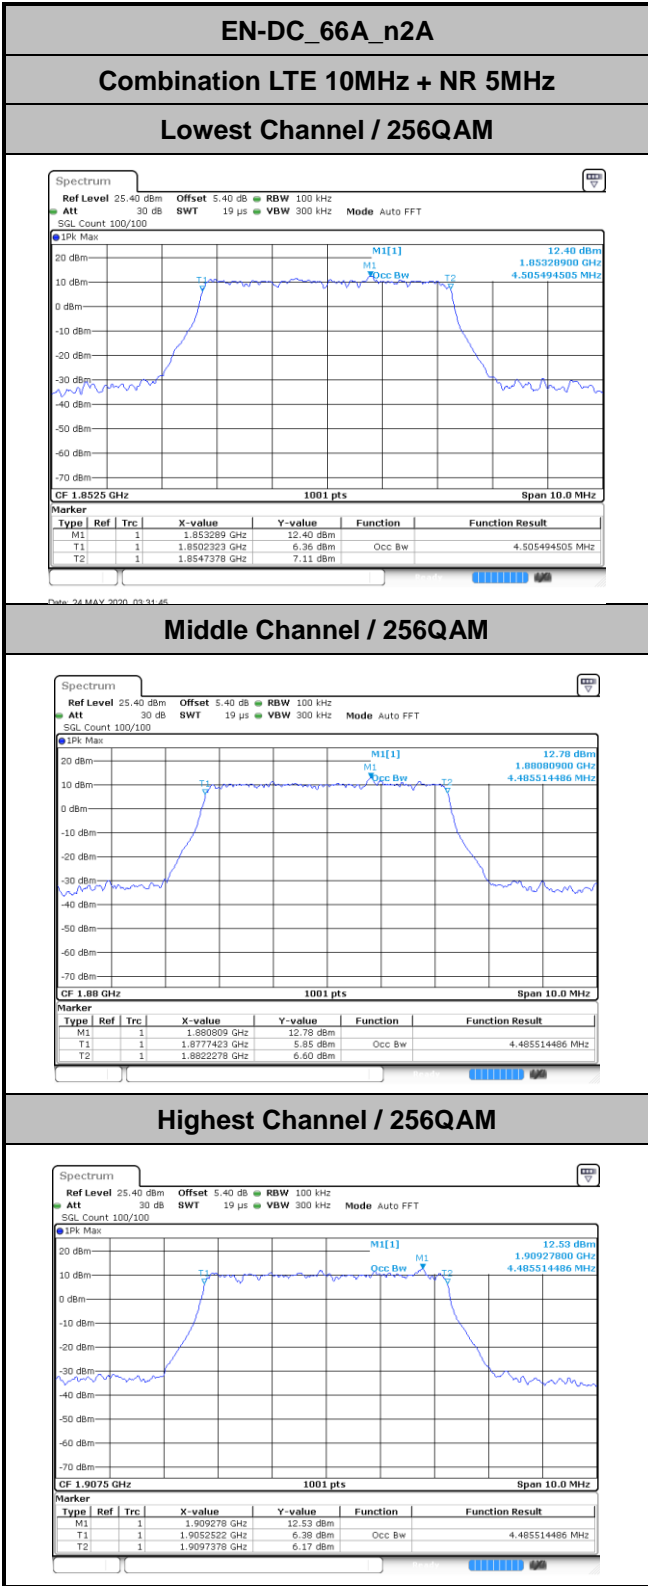 EN-DC_66A_n2A
Combination LTE 10MHz + NR 5MHz
Lowest Channel / 256QAM
Spectrum
Ref Level 25.40 dBm Offset 5.40 dB RBW 100 kHz
Att 30 dB SWT 19 µs VBW 300 kHz Mode Auto FFT
SGL Count 100/100
1Pk Max
M1[1] 12.40 dBm
1.85328900 GHz
Occ Bw 4.505494505 MHz
M1
T1
T2
20 dBm
10 dBm
0 dBm
-10 dBm
-20 dBm
-30 dBm
-40 dBm
-50 dBm
-60 dBm
-70 dBm
CF 1.8525 GHz 1001 pts Span 10.0 MHz
Marker
Type Ref Trc X-value Y-value Function Function Result
M1 1 1.853289 GHz 12.40 dBm
T1 1 1.8502323 GHz 6.36 dBm Occ Bw 4.505494505 MHz
T2 1 1.8547378 GHz 7.11 dBm
Date: 24 MAY 2020 03:31:45
Middle Channel / 256QAM
Spectrum
Ref Level 25.40 dBm Offset 5.40 dB RBW 100 kHz
Att 30 dB SWT 19 µs VBW 300 kHz Mode Auto FFT
SGL Count 100/100
1Pk Max
M1[1] 12.78 dBm
1.88080900 GHz
Occ Bw 4.485514486 MHz
M1
T1
T2
20 dBm
10 dBm
0 dBm
-10 dBm
-20 dBm
-30 dBm
-40 dBm
-50 dBm
-60 dBm
-70 dBm
CF 1.88 GHz 1001 pts Span 10.0 MHz
Marker
Type Ref Trc X-value Y-value Function Function Result
M1 1 1.880809 GHz 12.78 dBm
T1 1 1.8777423 GHz 5.85 dBm Occ Bw 4.485514486 MHz
T2 1 1.8822278 GHz 6.60 dBm
Highest Channel / 256QAM
Spectrum
Ref Level 25.40 dBm Offset 5.40 dB RBW 100 kHz
Att 30 dB SWT 19 µs VBW 300 kHz Mode Auto FFT
SGL Count 100/100
1Pk Max
M1[1] 12.53 dBm
1.90927800 GHz
Occ Bw 4.485514486 MHz
M1
T1
T2
20 dBm
10 dBm
0 dBm
-10 dBm
-20 dBm
-30 dBm
-40 dBm
-50 dBm
-60 dBm
-70 dBm
CF 1.9075 GHz 1001 pts Span 10.0 MHz
Marker
Type Ref Trc X-value Y-value Function Function Result
M1 1 1.909278 GHz 12.53 dBm
T1 1 1.9052522 GHz 6.38 dBm Occ Bw 4.485514486 MHz
T2 1 1.9097378 GHz 6.17 dBm